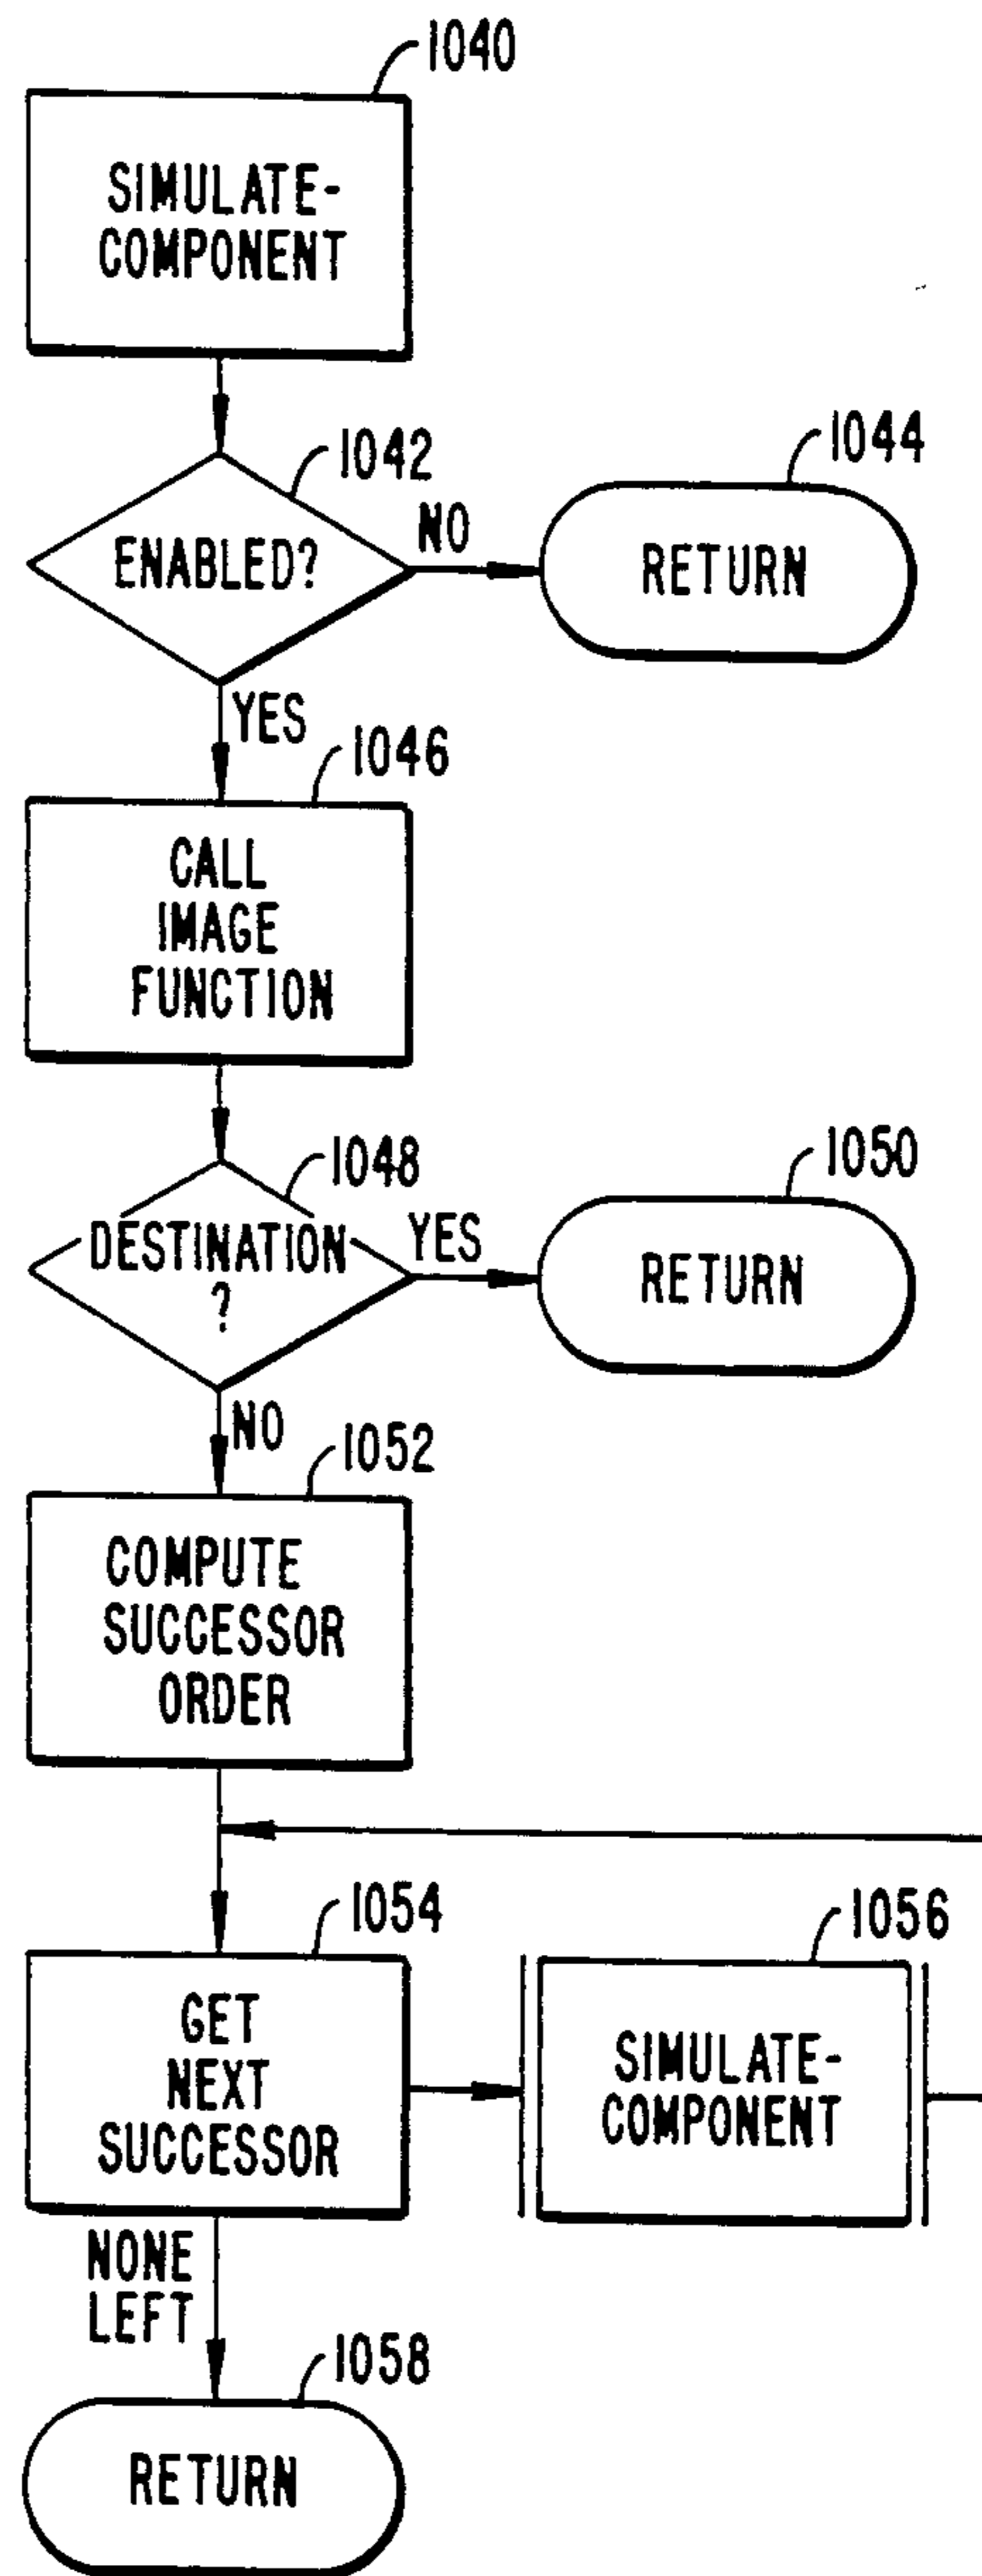 1040
SIMULATE-
COMPONENT
1042
ENABLED?
NO
1044
RETURN
YES
1046
CALL
IMAGE
FUNCTION
1048
DESTINATION
?
YES
1050
RETURN
NO
1052
COMPUTE
SUCCESSOR
ORDER
1054
GET
NEXT
SUCCESSOR
1056
SIMULATE-
COMPONENT
NONE
LEFT
1058
RETURN